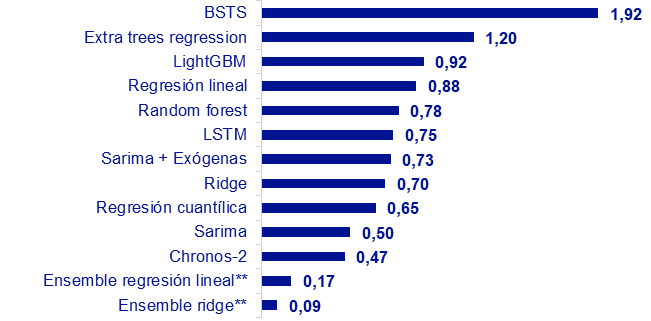 BSTS 1,92
Extra trees regression 1,20
LightGBM 0,92
Regresión lineal 0,88
Random forest 0,78
LSTM 0,75
Sarima + Exógenas 0,73
Ridge 0,70
Regresión cuantílica 0,65
Sarima 0,50
Chronos-2 0,47
Ensemble regresión lineal** 0,17
Ensemble ridge** 0,09